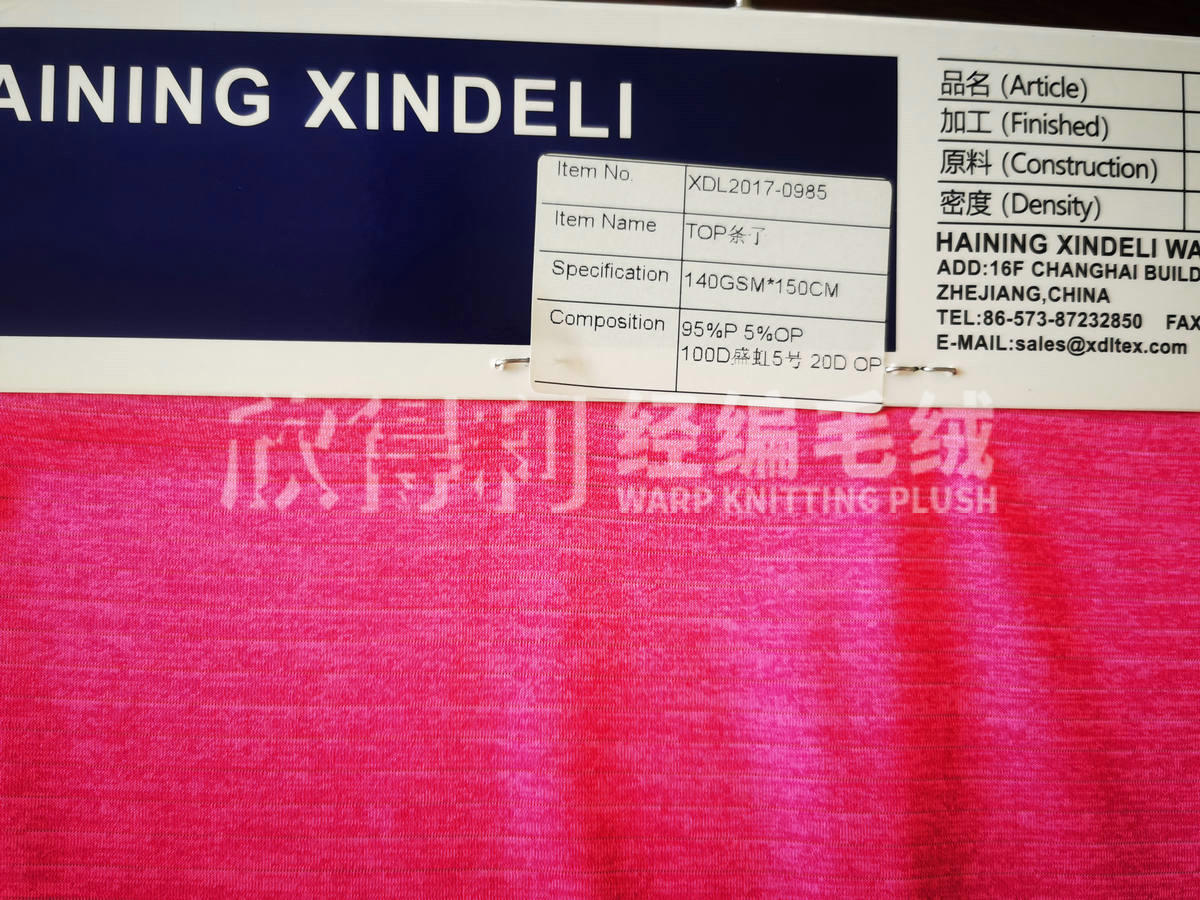 AINING XINDELI
Item No. XDL2017-0985
Item Name TOP条子
Specification 140GSM*150CM
Composition 95%P 5%OP
100D盛虹5号 20D OP
品名 (Article)
加工 (Finished)
原料 (Construction)
密度 (Density)
HAINING XINDELI WA
ADD:16F CHANGHAI BUILD
ZHEJIANG,CHINA
TEL:86-573-87232850 FAX
E-MAIL:sales@xdltex.com
欣得利 经编毛绒
WARP KNITTING PLUSH